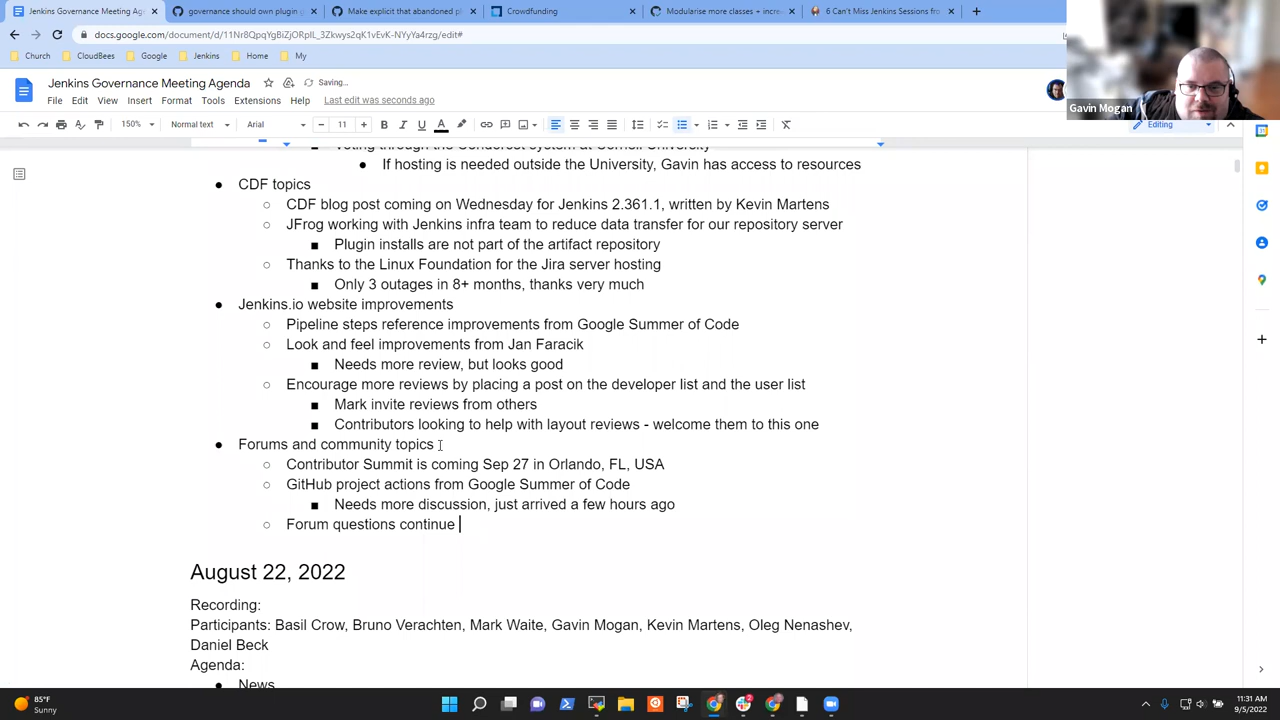 Jenkins Governance Meeting Age
governance should own plugin g
Make explicit that abandoned pl
Crowdfunding
Modularise more classes + incre
6 Can't Miss Jenkins Sessions fro
docs.google.com/document/d/11Nr8QpqYgBiZjORpIL_3Zkwys2qK1vEvK-NYyYa4rzg/edit#
Church CloudBees Google Jenkins Home My
Jenkins Governance Meeting Agenda Saving...
File Edit View Insert Format Tools Extensions Help Last edit was seconds ago
150% Normal text Arial 11 Editing
Gavin Mogan
If hosting is needed outside the University, Gavin has access to resources
CDF topics
CDF blog post coming on Wednesday for Jenkins 2.361.1, written by Kevin Martens
JFrog working with Jenkins infra team to reduce data transfer for our repository server
Plugin installs are not part of the artifact repository
Thanks to the Linux Foundation for the Jira server hosting
Only 3 outages in 8+ months, thanks very much
Jenkins.io website improvements
Pipeline steps reference improvements from Google Summer of Code
Look and feel improvements from Jan Faracik
Needs more review, but looks good
Encourage more reviews by placing a post on the developer list and the user list
Mark invite reviews from others
Contributors looking to help with layout reviews - welcome them to this one
Forums and community topics
Contributor Summit is coming Sep 27 in Orlando, FL, USA
GitHub project actions from Google Summer of Code
Needs more discussion, just arrived a few hours ago
Forum questions continue
August 22, 2022
Recording:
Participants: Basil Crow, Bruno Verachten, Mark Waite, Gavin Mogan, Kevin Martens, Oleg Nenashev,
Daniel Beck
Agenda:
News
85°F
Sunny
11:31 AM
9/5/2022